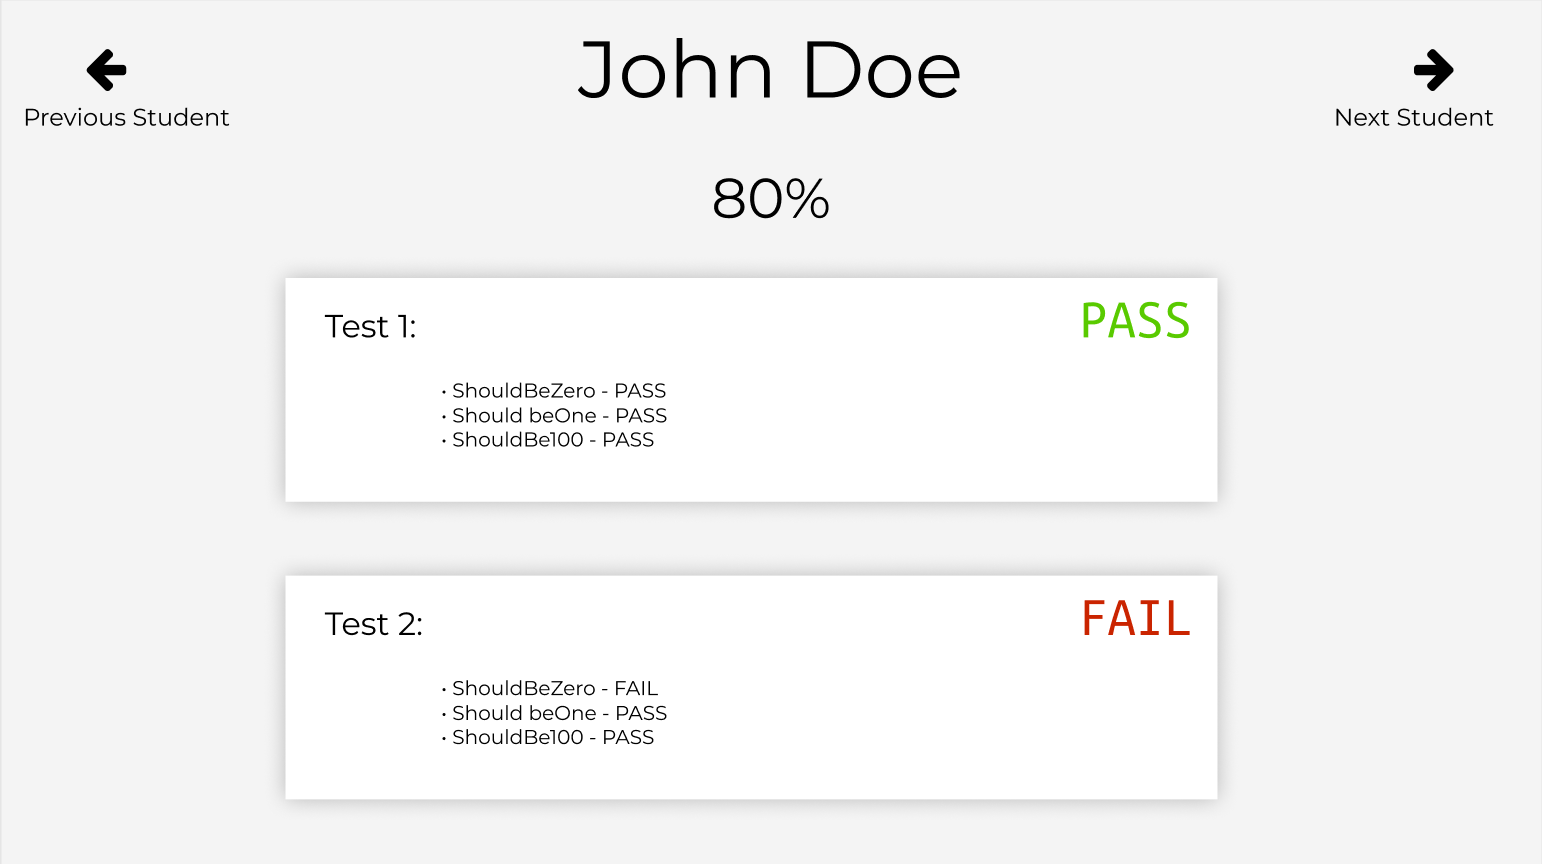 John Doe
Previous Student
Next Student
80%
Test 1:
PASS
• ShouldBeZero - PASS
• Should beOne - PASS
• ShouldBe100 - PASS
Test 2:
FAIL
• ShouldBeZero - FAIL
• Should beOne - PASS
• ShouldBe100 - PASS